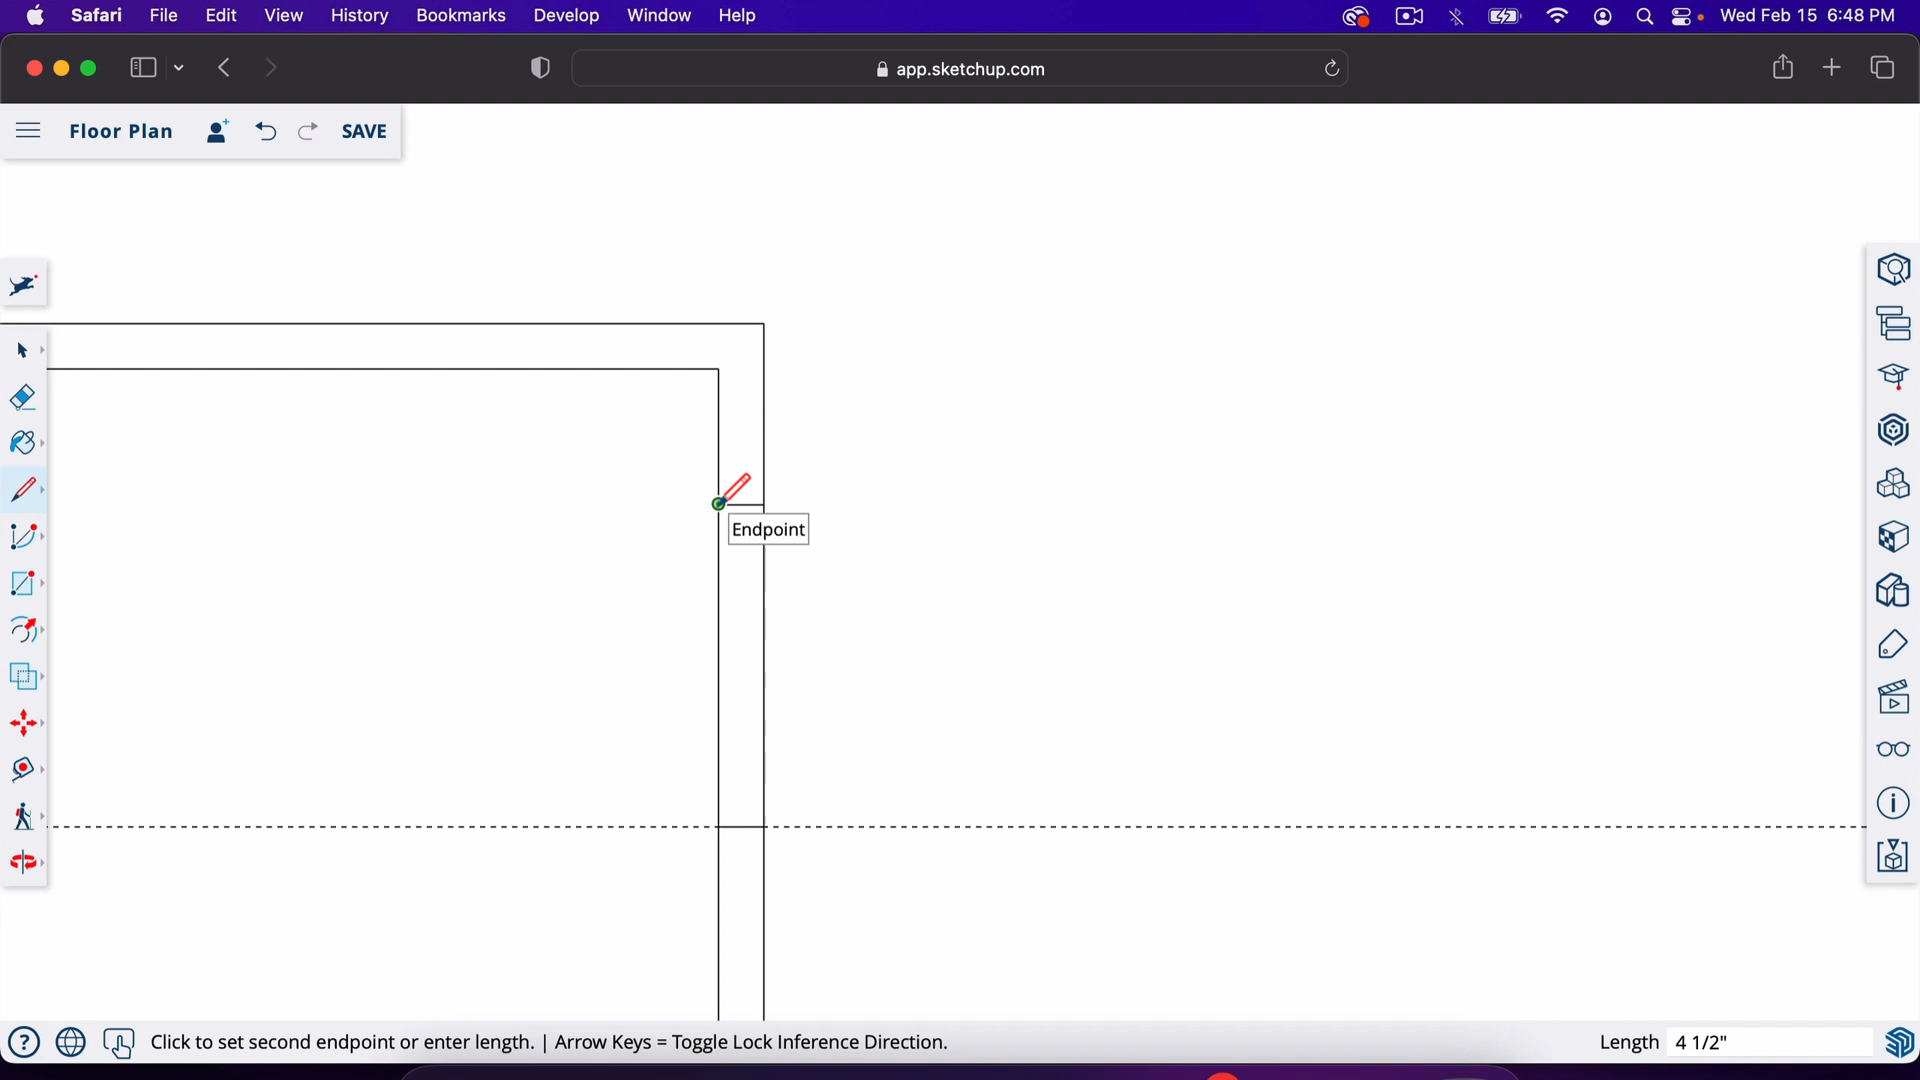 Safari File Edit View History Bookmarks Develop Window Help Wed Feb 15 6:48 PM
app.sketchup.com
Floor Plan SAVE
Endpoint
? Click to set second endpoint or enter length. | Arrow Keys = Toggle Lock Inference Direction. Length 4 1/2"